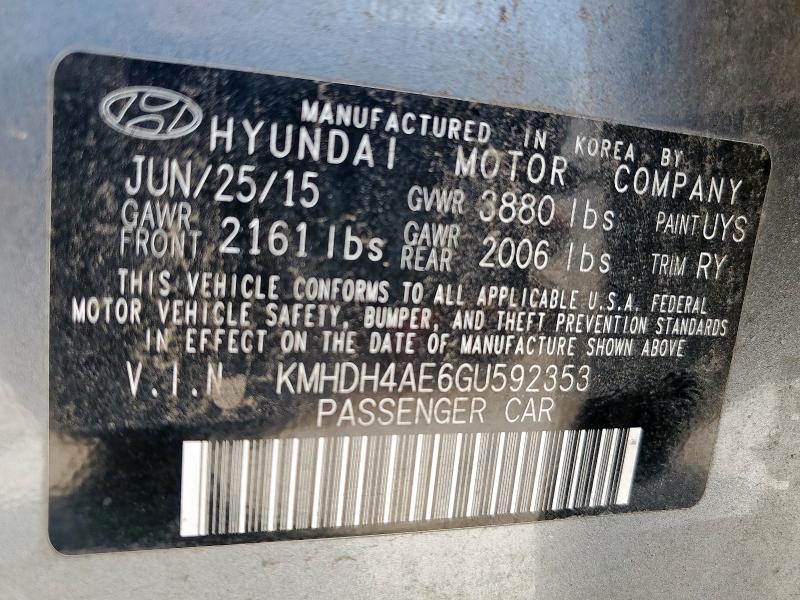 MANUFACTURED IN KOREA BY
HYUNDAI MOTOR COMPANY
JUN/25/15 GVWR 3880 lbs PAINT UYS
GAWR FRONT 2161 lbs GAWR REAR 2006 lbs TRIM RY
THIS VEHICLE CONFORMS TO ALL APPLICABLE U.S.A. FEDERAL
MOTOR VEHICLE SAFETY, BUMPER, AND THEFT PREVENTION STANDARDS
IN EFFECT ON THE DATE OF MANUFACTURE SHOWN ABOVE
V.I.N KMHDH4AE6GU592353
PASSENGER CAR